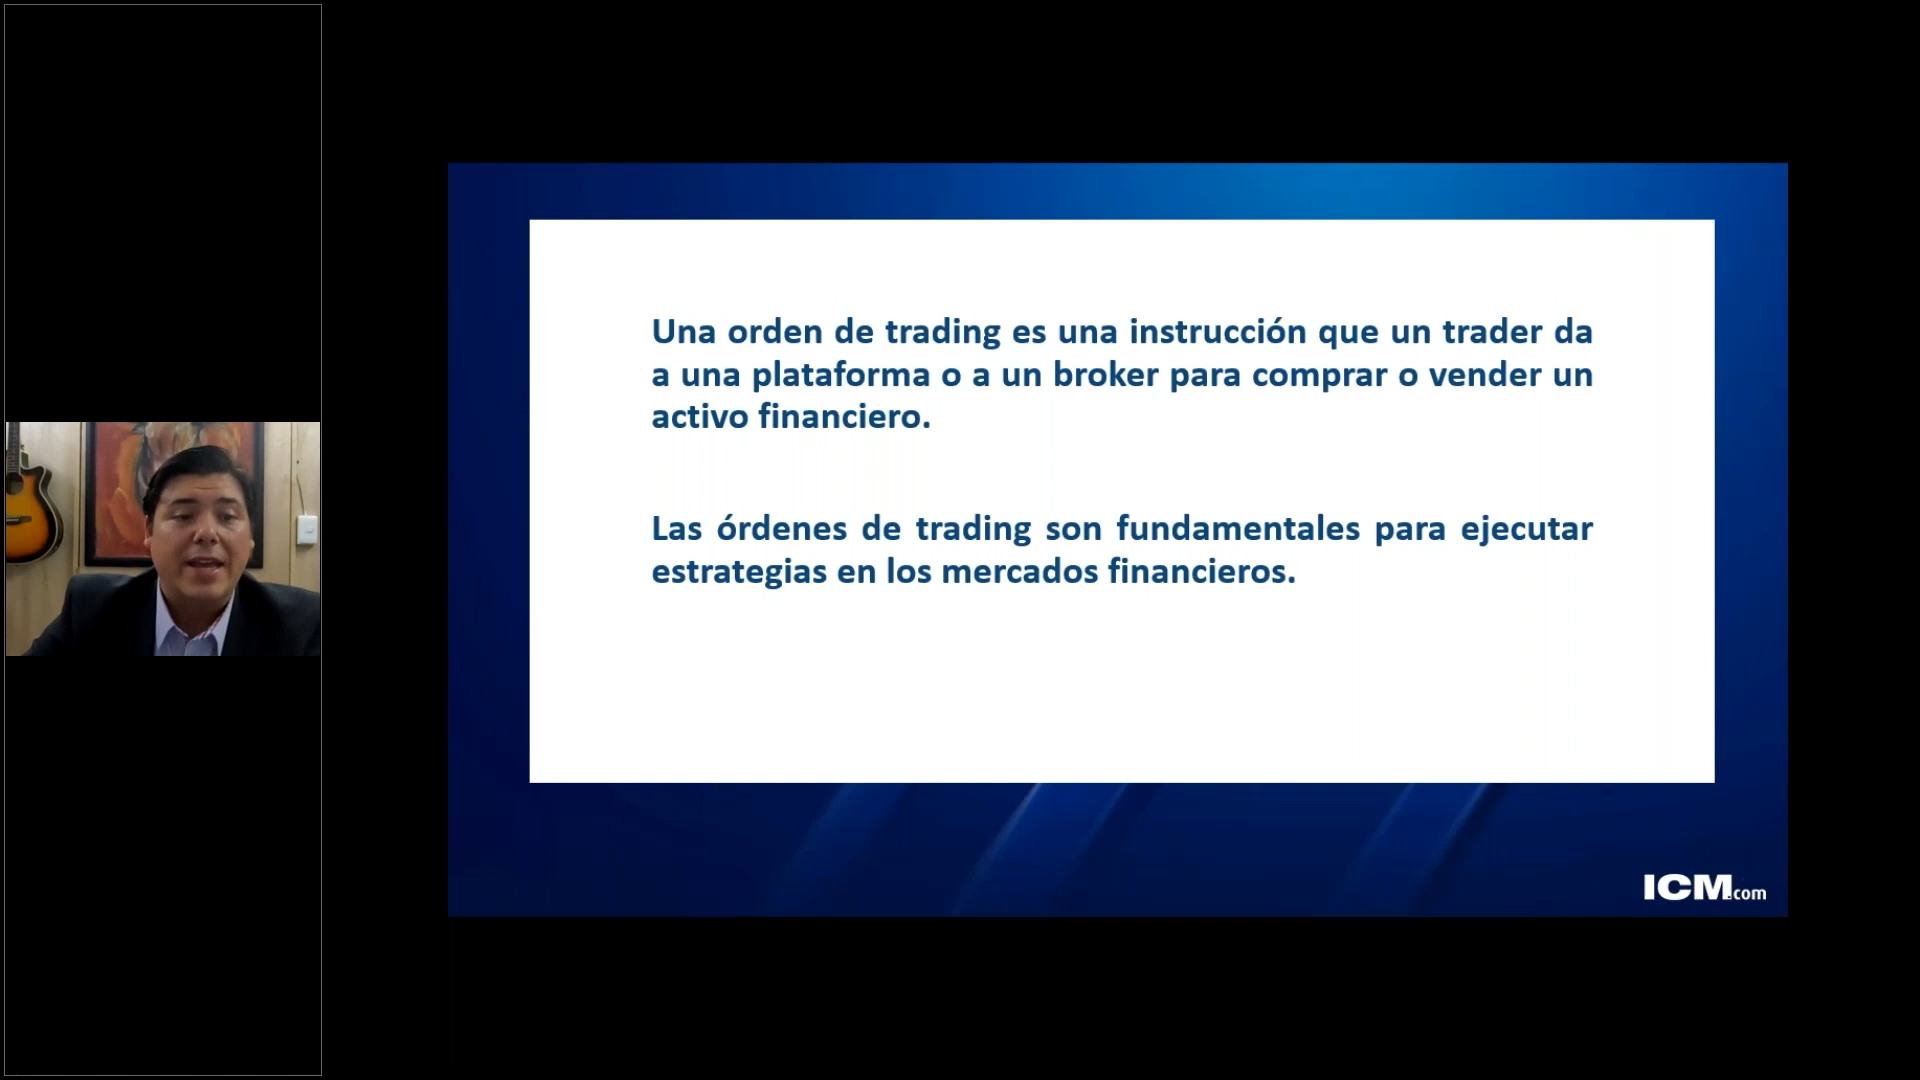 Una orden de trading es una instrucción que un trader da
a una plataforma o a un broker para comprar o vender un
activo financiero.
Las órdenes de trading son fundamentales para ejecutar
estrategias en los mercados financieros.
ICM.com